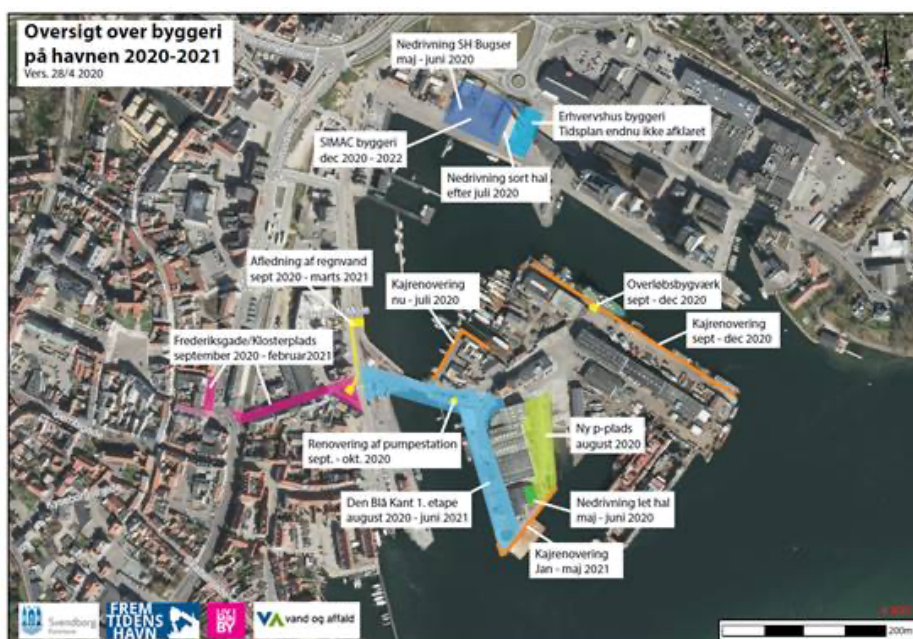 Oversigt over byggeri
på havnen 2020-2021
Vers. 28/4 2020
Nedrivning SH Bugser
maj - juni 2020
Erhvervshus byggeri
Tidsplan endnu ikke afklaret
SIMAC byggeri
dec 2020 - 2022
Nedrivning sort hal
efter juli 2020
Afledning af regnvand
sept 2020 - marts 2021
Kajrenovering
nu - juli 2020
Overløbsbygværk
sept - dec 2020
Kajrenovering
sept - dec 2020
Frederiksgade/Klosterplads
september 2020 - februar2021
Ny p-plads
august 2020
Renovering af pumpestation
sept. - okt. 2020
Den Blå Kant 1. etape
august 2020 - juni 2021
Nedrivning let hal
maj - juni 2020
Kajrenovering
Jan - maj 2021
Svendborg
Kommune
FREM
TIDENS
HAVN
VA vand og affald
200m